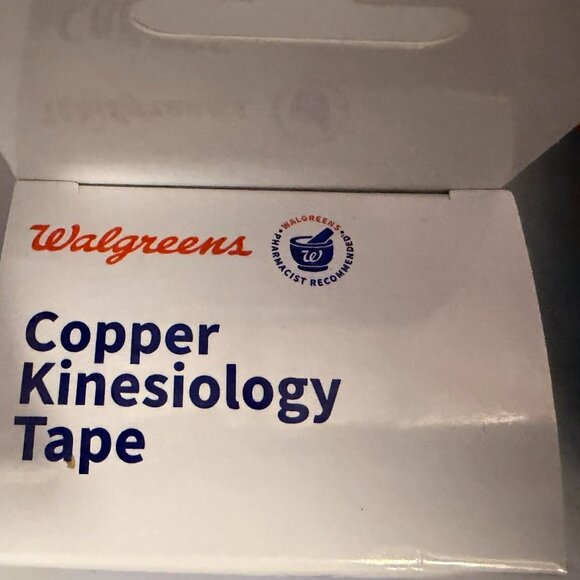 Walgreens
WALGREENS
• PHARMACIST RECOMMENDED •
W
Copper
Kinesiology
Tape